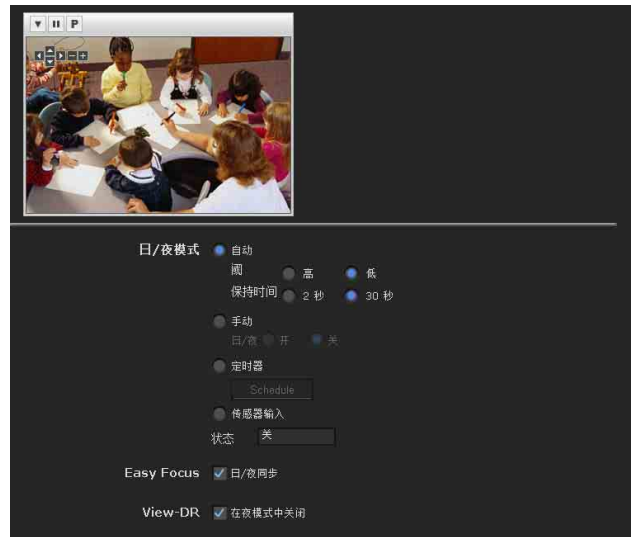 P
日/夜模式 自动
阈 高 低
保持时间 2 秒 30 秒
手动
日/夜 开 关
定时器
Schedule
传感器输入
状态 关
Easy Focus 日/夜同步
View-DR 在夜模式中关闭